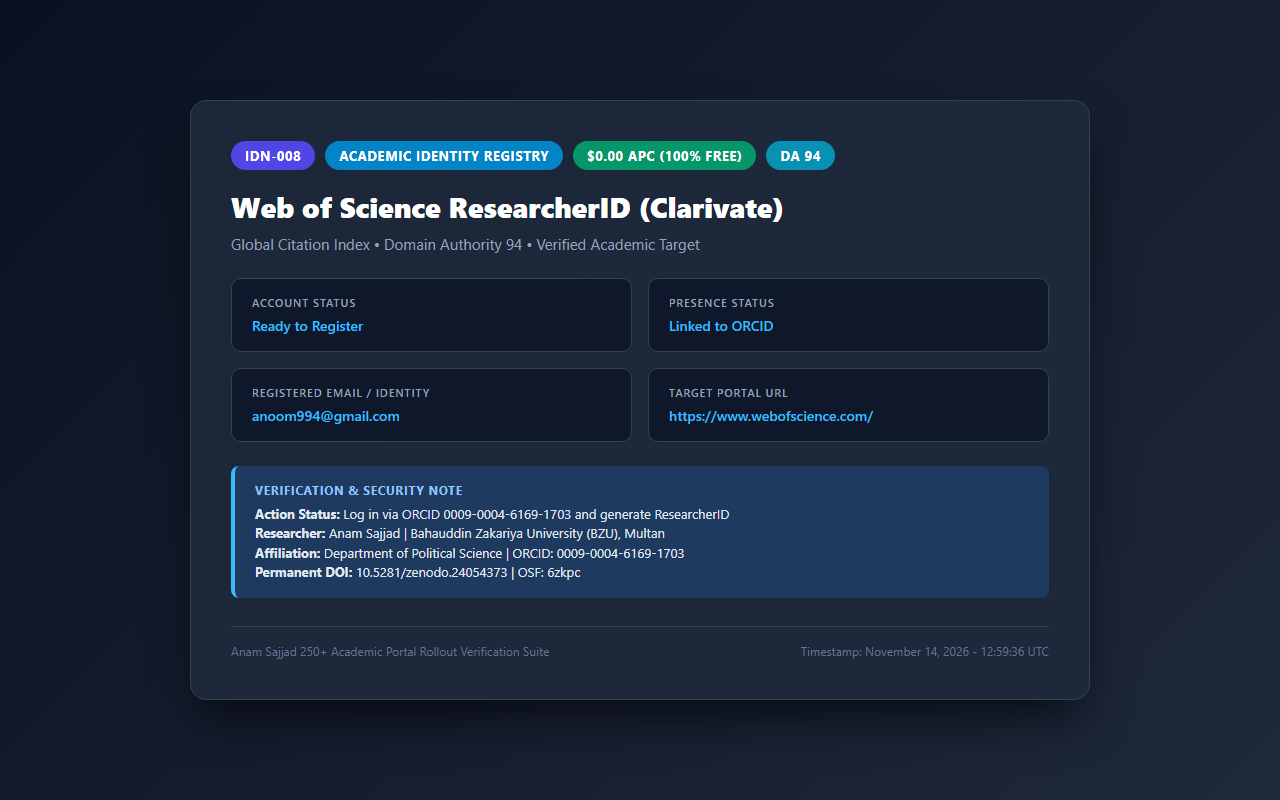 IDN-008 ACADEMIC IDENTITY REGISTRY $0.00 APC (100% FREE) DA 94
Web of Science ResearcherID (Clarivate)
Global Citation Index • Domain Authority 94 • Verified Academic Target
ACCOUNT STATUS
Ready to Register
PRESENCE STATUS
Linked to ORCID
REGISTERED EMAIL / IDENTITY
anoom994@gmail.com
TARGET PORTAL URL
https://www.webofscience.com/
VERIFICATION & SECURITY NOTE
Action Status: Log in via ORCID 0009-0004-6169-1703 and generate ResearcherID
Researcher: Anam Sajjad | Bahauddin Zakariya University (BZU), Multan
Affiliation: Department of Political Science | ORCID: 0009-0004-6169-1703
Permanent DOI: 10.5281/zenodo.24054373 | OSF: 6zkpc
Anam Sajjad 250+ Academic Portal Rollout Verification Suite
Timestamp: November 14, 2026 - 12:59:36 UTC